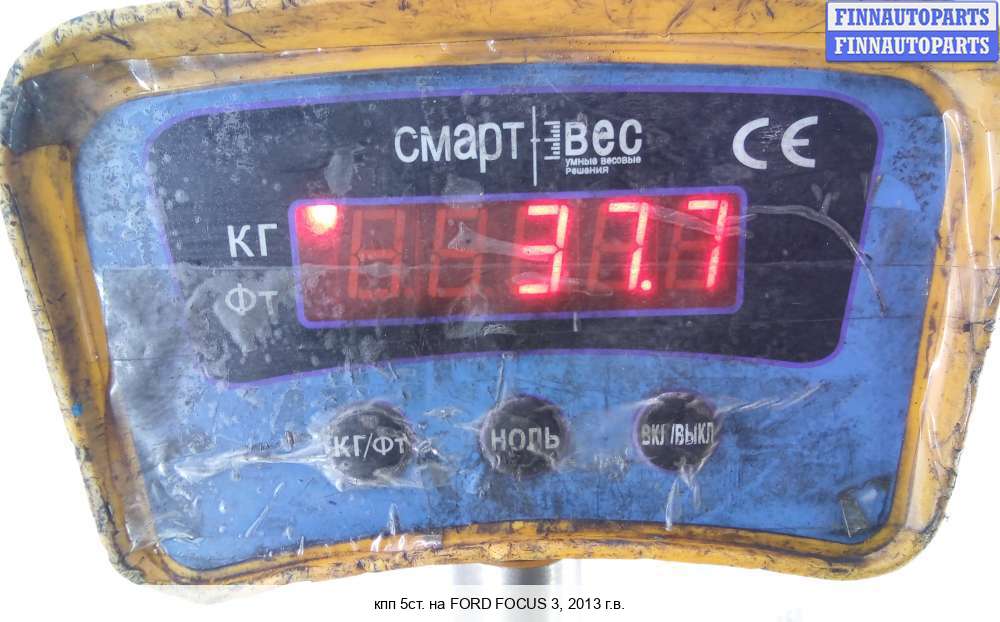 FINNAUTOPARTS
FINNAUTOPARTS
смарт вес
умные весовые
решения
CE
КГ
37.7
Фт
КГ/Фт
НОЛЬ
ВКГ/ВЫКЛ
кпп 5ст. на FORD FOCUS 3, 2013 г.в.